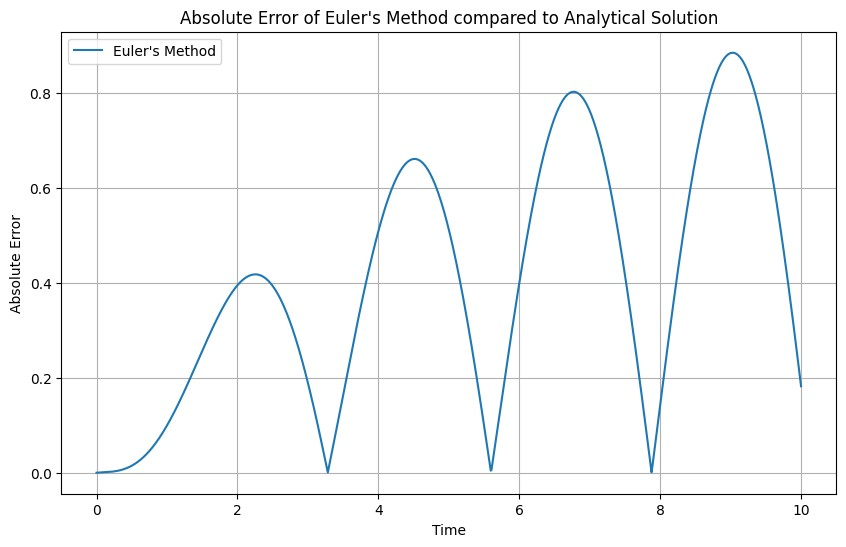 Absolute Error of Euler's Method compared to Analytical Solution
Euler's Method
Absolute Error
0.8
0.6
0.4
0.2
0.0
0
2
4
6
8
10
Time